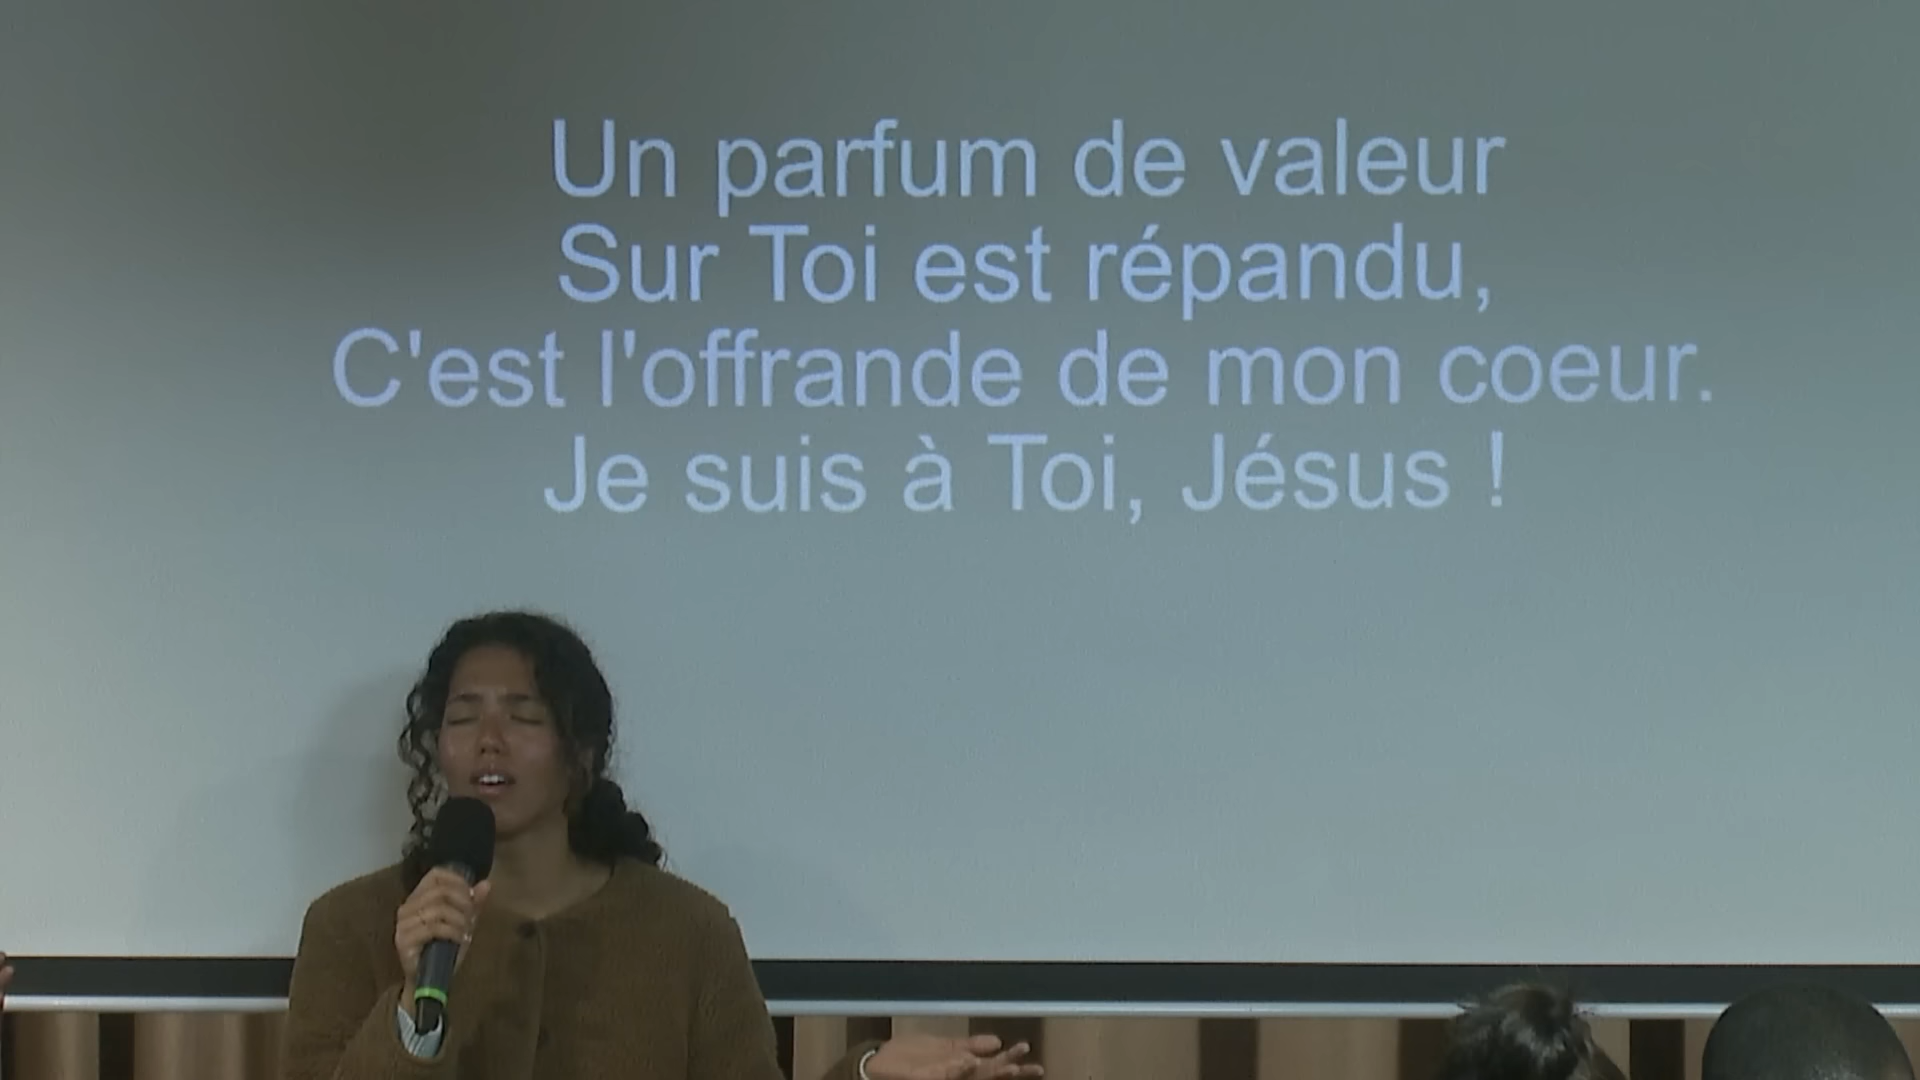 Un parfum de valeur
Sur Toi est répandu,
C'est l'offrande de mon coeur.
Je suis à Toi, Jésus !